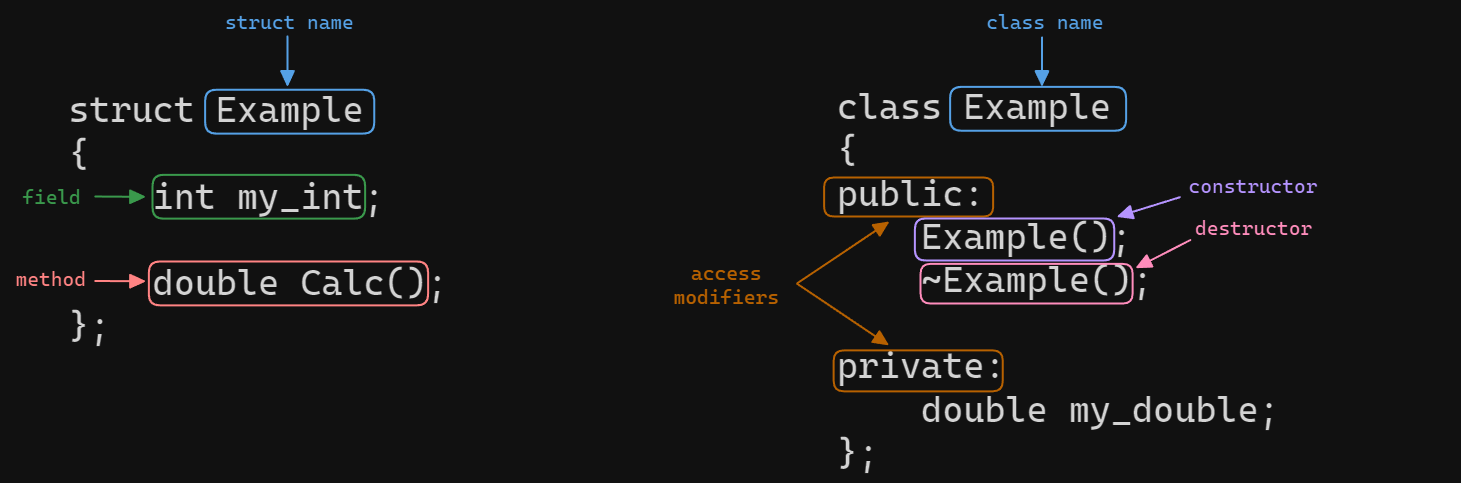 struct name
struct Example
{
field
int my_int;
method
double Calc();
};
class name
class Example
{
public:
constructor
Example();
destructor
~Example();
access
modifiers
private:
double my_double;
};